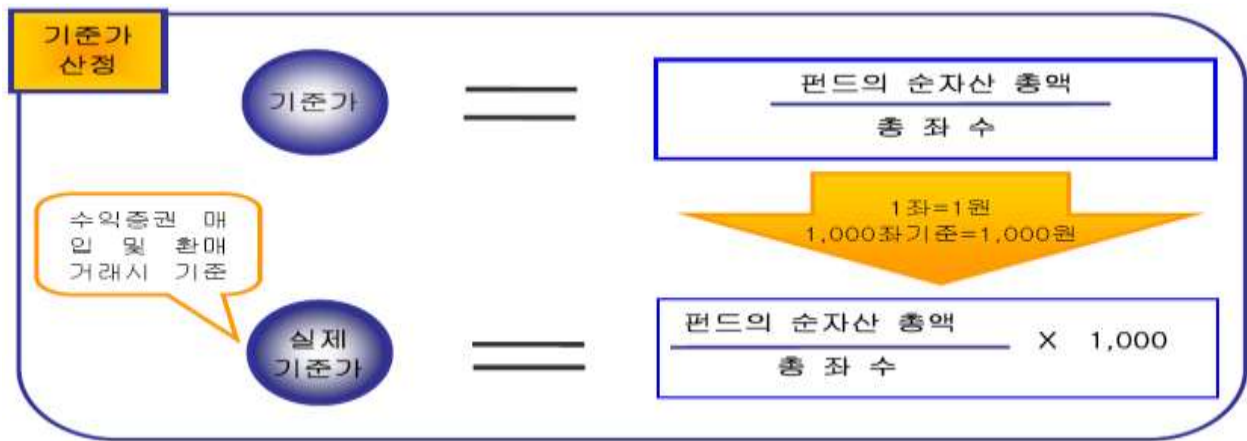 기준가
산정
기준가
펀드의 순자산 총액
총 좌 수
1좌=1원
1,000좌기준=1,000원
수익증권 매
입 및 환매
거래시 기준
실제
기준가
펀드의 순자산 총액
총 좌 수
X 1,000